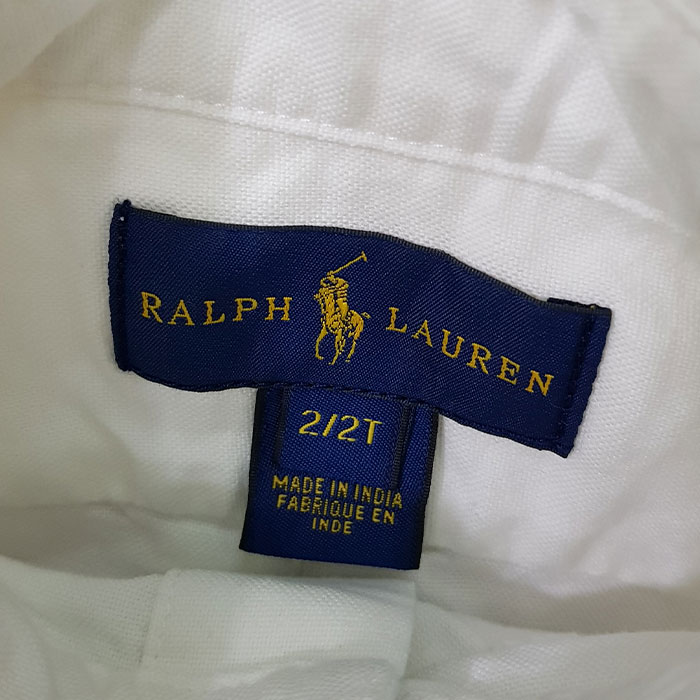 RALPH LAUREN
2/2T
MADE IN INDIA
FABRIQUE EN
INDE